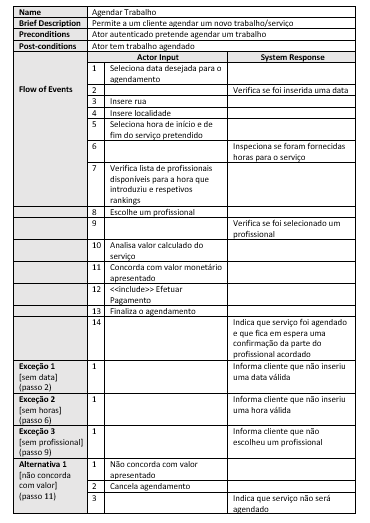 Name Agendar Trabalho
Brief Description Permite a um cliente agendar um novo trabalho/serviço
Preconditions Ator autenticado pretende agendar um trabalho
Post-conditions Ator tem trabalho agendado
Flow of Events
Actor Input System Response
1 Seleciona data desejada para o
agendamento
2 Verifica se foi inserida uma data
3 Insere rua
4 Insere localidade
5 Seleciona hora de início e de
fim do serviço pretendido
6 Inspeciona se foram fornecidas
horas para o serviço
7 Verifica lista de profissionais
disponíveis para a hora que
introduziu e respetivos
rankings
8 Escolhe um profissional
9 Verifica se foi selecionado um
profissional
10 Analisa valor calculado do
serviço
11 Concorda com valor monetário
apresentado
12 <<include>> Efetuar
Pagamento
13 Finaliza o agendamento
14 Indica que serviço foi agendado
e que fica em espera uma
confirmação da parte do
profissional acordado
Exceção 1
[sem data]
(passo 2)
1 Informa cliente que não inseriu
uma data válida
Exceção 2
[sem horas]
(passo 6)
1 Informa cliente que não inseriu
uma hora válida
Exceção 3
[sem profissional]
(passo 9)
1 Informa cliente que não
escolheu um profissional
Alternativa 1
[não concorda
com valor]
(passo 11)
1 Não concorda com valor
apresentado
2 Cancela agendamento
3 Indica que serviço não será
agendado